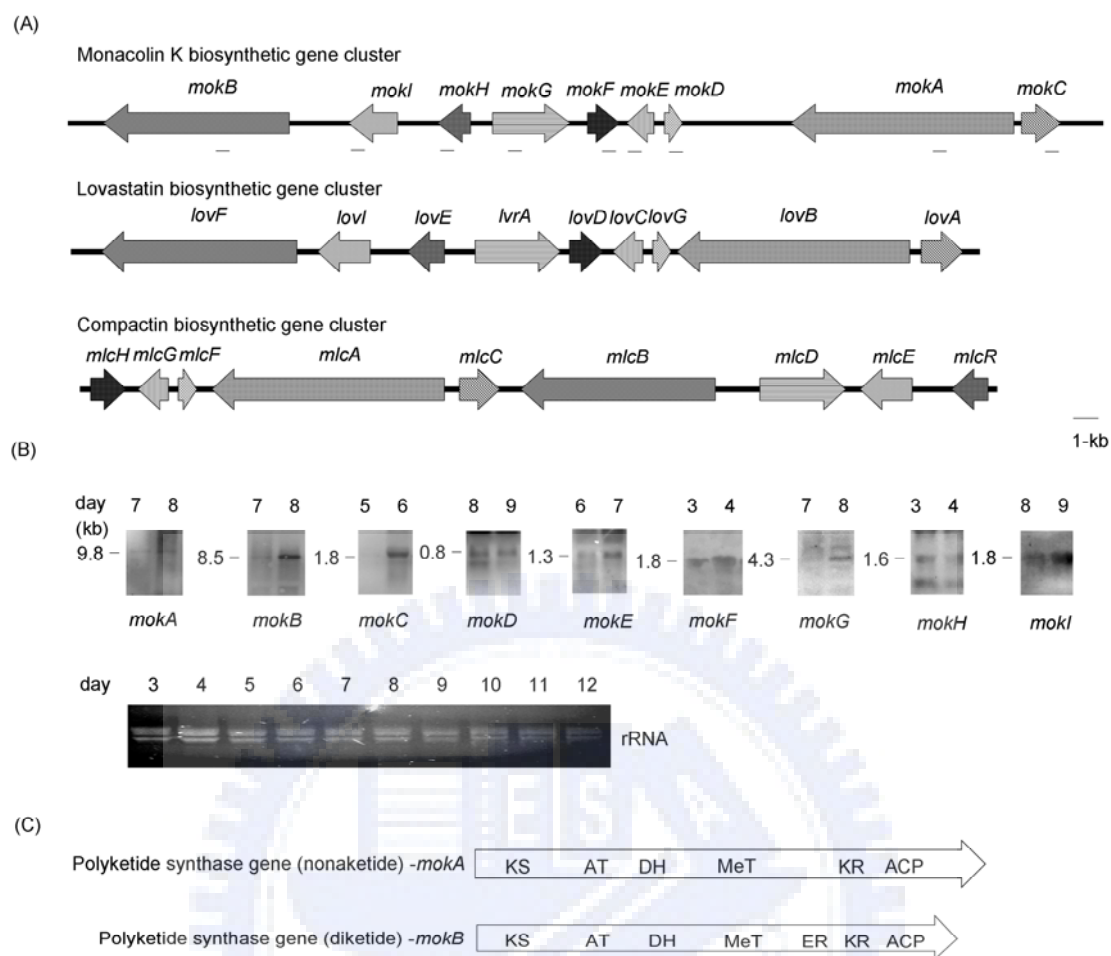 (A)
Monacolin K biosynthetic gene cluster
mokB mokI mokH mokG mokF mokE mokD mokA mokC
Lovastatin biosynthetic gene cluster
lovF lovI lovE lvrA lovD lovC lovG lovB lovA
Compactin biosynthetic gene cluster
mlcH mlcG mlcF mlcA mlcC mlcB mlcD mlcE mlcR
1-kb
(B)
day 7 8 7 8 5 6 8 9 6 7 3 4 7 8 3 4 8 9
(kb)
9.8 8.5 1.8 0.8 1.3 1.8 4.3 1.6 1.8
mokA mokB mokC mokD mokE mokF mokG mokH mokI
day 3 4 5 6 7 8 9 10 11 12
rRNA
E S A
(C)
Polyketide synthase gene (nonaketide) -mokA KS AT DH MeT KR ACP
Polyketide synthase gene (diketide) -mokB KS AT DH MeT ER KR ACP